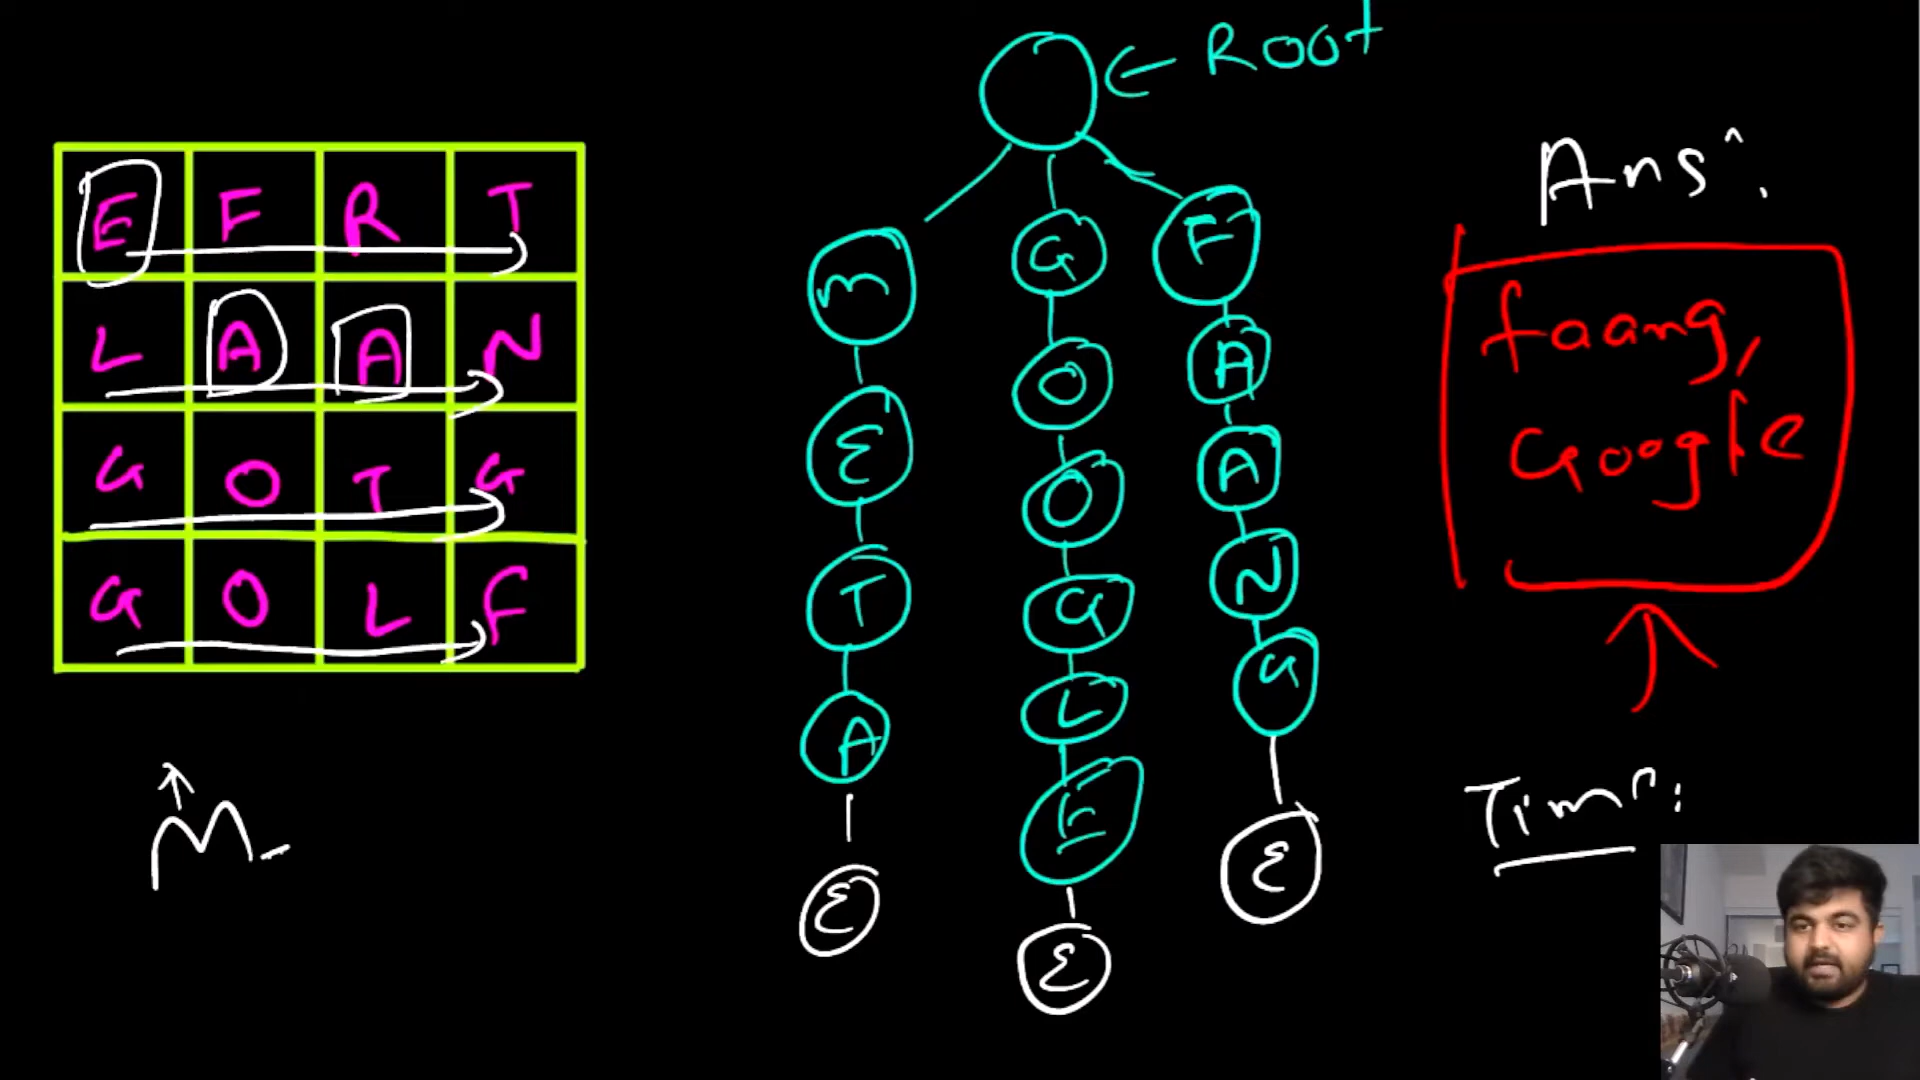 ← Root
Ans:
E F R T
L A A N
G O T G
G O L F
m G F
E O A
T O A
A G N
E L G
E E
E
faang,
Google
Time:
M